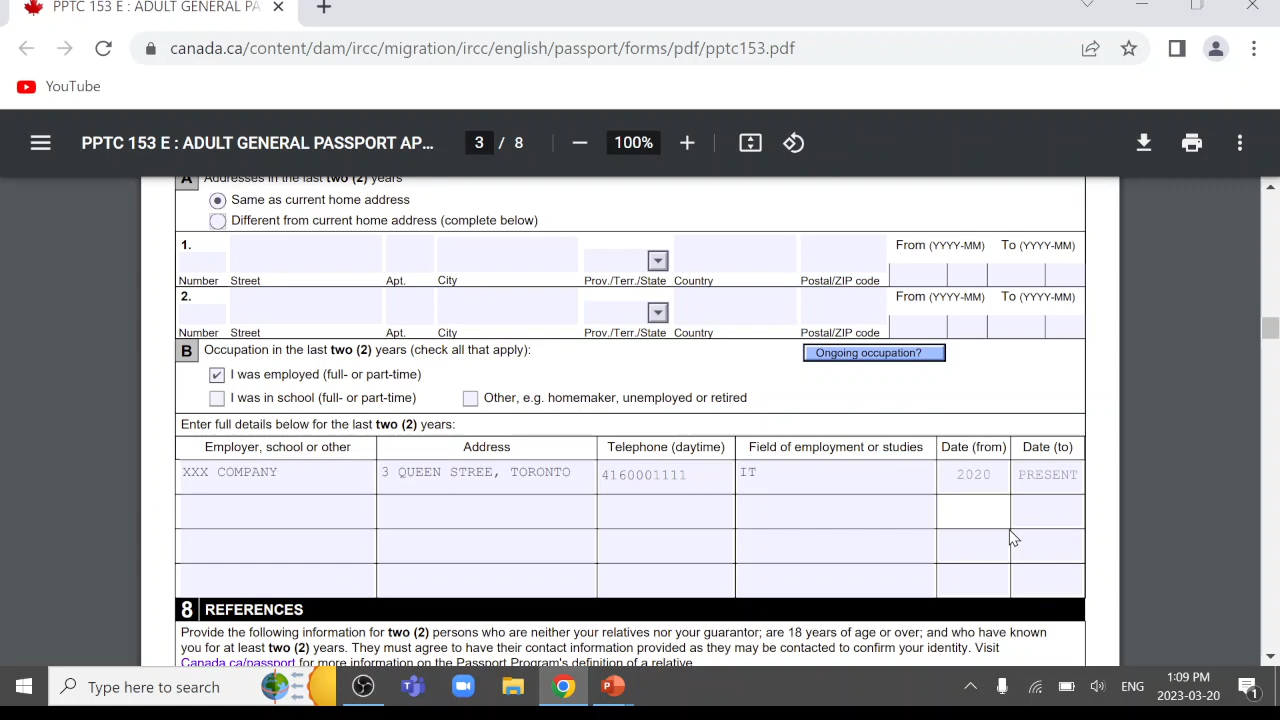 PPTC 153 E : ADULT GENERAL PA
canada.ca/content/dam/ircc/migration/ircc/english/passport/forms/pdf/pptc153.pdf
YouTube
PPTC 153 E : ADULT GENERAL PASSPORT AP... 3 / 8 100%
A Addresses in the last two (2) years
Same as current home address
Different from current home address (complete below)
1. From (YYYY-MM) To (YYYY-MM)
Number Street Apt. City Prov./Terr./State Country Postal/ZIP code
2. From (YYYY-MM) To (YYYY-MM)
Number Street Apt. City Prov./Terr./State Country Postal/ZIP code
B Occupation in the last two (2) years (check all that apply): Ongoing occupation?
I was employed (full- or part-time)
I was in school (full- or part-time) Other, e.g. homemaker, unemployed or retired
Enter full details below for the last two (2) years:
Employer, school or other Address Telephone (daytime) Field of employment or studies Date (from) Date (to)
XXX COMPANY 3 QUEEN STREE, TORONTO 4160001111 IT 2020 PRESENT
8 REFERENCES
Provide the following information for two (2) persons who are neither your relatives nor your guarantor; are 18 years of age or over; and who have known
you for at least two (2) years. They must agree to have their contact information provided as they may be contacted to confirm your identity. Visit
Canada.ca/passport for more information on the Passport Program's definition of a relative.
Type here to search ENG 1:09 PM
2023-03-20
1